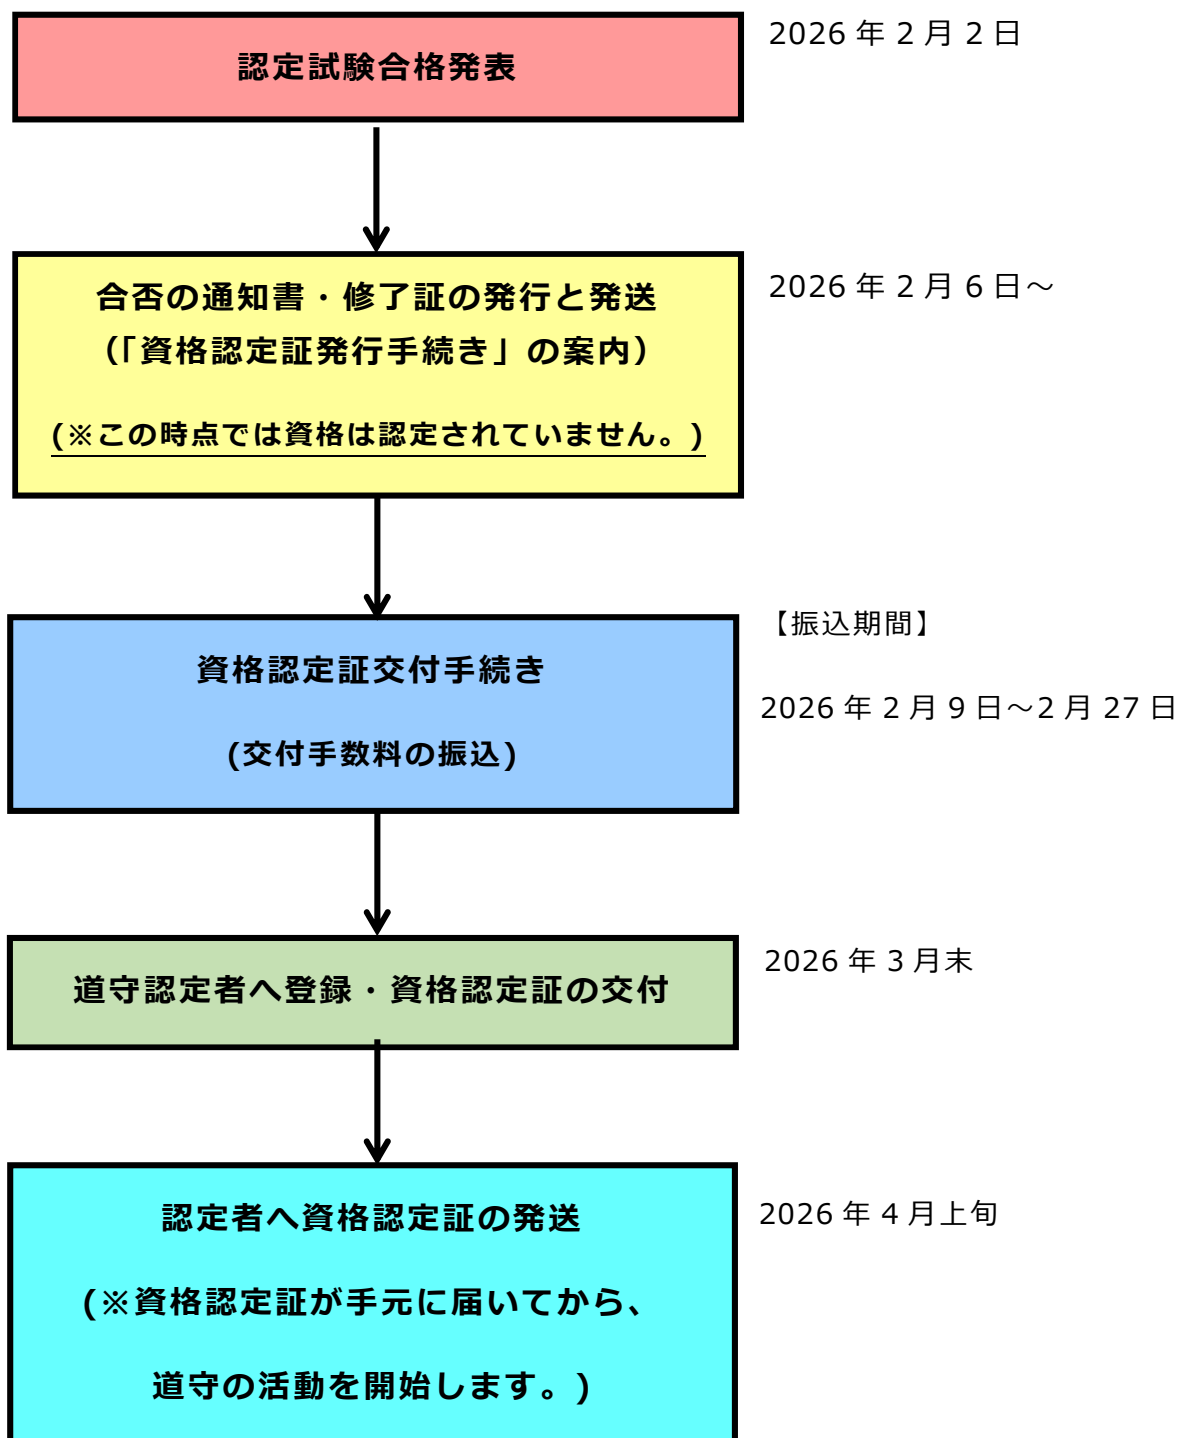 認定試験合格発表
2026 年 2 月 2 日
合否の通知書・修了証の発行と発送
(「資格認定証発行手続き」の案内)
(※この時点では資格は認定されていません。)
2026 年 2 月 6 日～
資格認定証交付手続き
(交付手数料の振込)
【振込期間】
2026 年 2 月 9 日～2 月 27 日
道守認定者へ登録・資格認定証の交付
2026 年 3 月末
認定者へ資格認定証の発送
(※資格認定証が手元に届いてから、
道守の活動を開始します。)
2026 年 4 月上旬